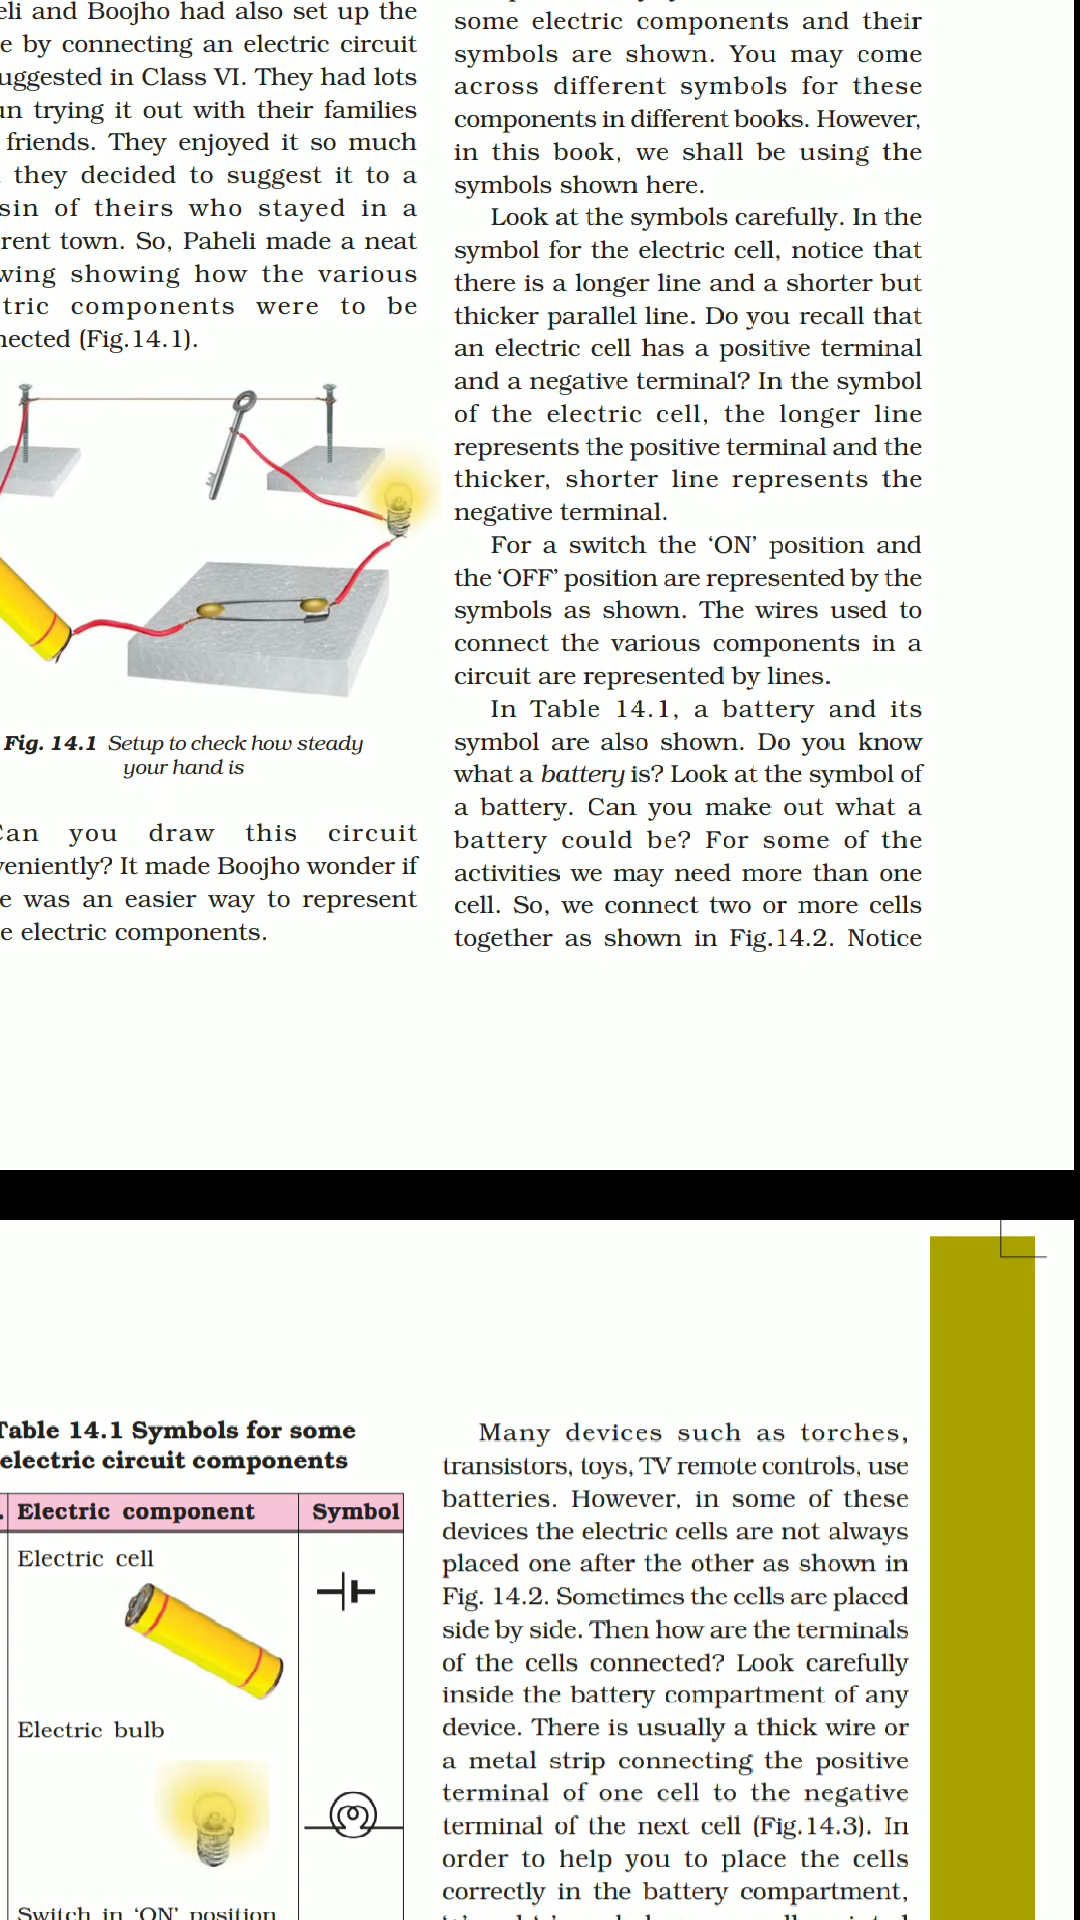 eli and Boojho had also set up the
e by connecting an electric circuit
uggested in Class VI. They had lots
un trying it out with their families
friends. They enjoyed it so much
they decided to suggest it to a
sin of theirs who stayed in a
rent town. So, Paheli made a neat
wing showing how the various
tric components were to be
nected (Fig.14.1).
Fig. 14.1 Setup to check how steady
your hand is
Can you draw this circuit
veniently? It made Boojho wonder if
e was an easier way to represent
e electric components.
some electric components and their
symbols are shown. You may come
across different symbols for these
components in different books. However,
in this book, we shall be using the
symbols shown here.
Look at the symbols carefully. In the
symbol for the electric cell, notice that
there is a longer line and a shorter but
thicker parallel line. Do you recall that
an electric cell has a positive terminal
and a negative terminal? In the symbol
of the electric cell, the longer line
represents the positive terminal and the
thicker, shorter line represents the
negative terminal.
For a switch the ‘ON’ position and
the ‘OFF’ position are represented by the
symbols as shown. The wires used to
connect the various components in a
circuit are represented by lines.
In Table 14.1, a battery and its
symbol are also shown. Do you know
what a battery is? Look at the symbol of
a battery. Can you make out what a
battery could be? For some of the
activities we may need more than one
cell. So, we connect two or more cells
together as shown in Fig.14.2. Notice
Table 14.1 Symbols for some
electric circuit components
. Electric component Symbol
Electric cell
Electric bulb
Switch in ‘ON’ position
Many devices such as torches,
transistors, toys, TV remote controls, use
batteries. However, in some of these
devices the electric cells are not always
placed one after the other as shown in
Fig. 14.2. Sometimes the cells are placed
side by side. Then how are the terminals
of the cells connected? Look carefully
inside the battery compartment of any
device. There is usually a thick wire or
a metal strip connecting the positive
terminal of one cell to the negative
terminal of the next cell (Fig.14.3). In
order to help you to place the cells
correctly in the battery compartment,